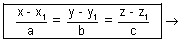 x - x₁ / a = y - y₁ / b = z - z₁ / c →